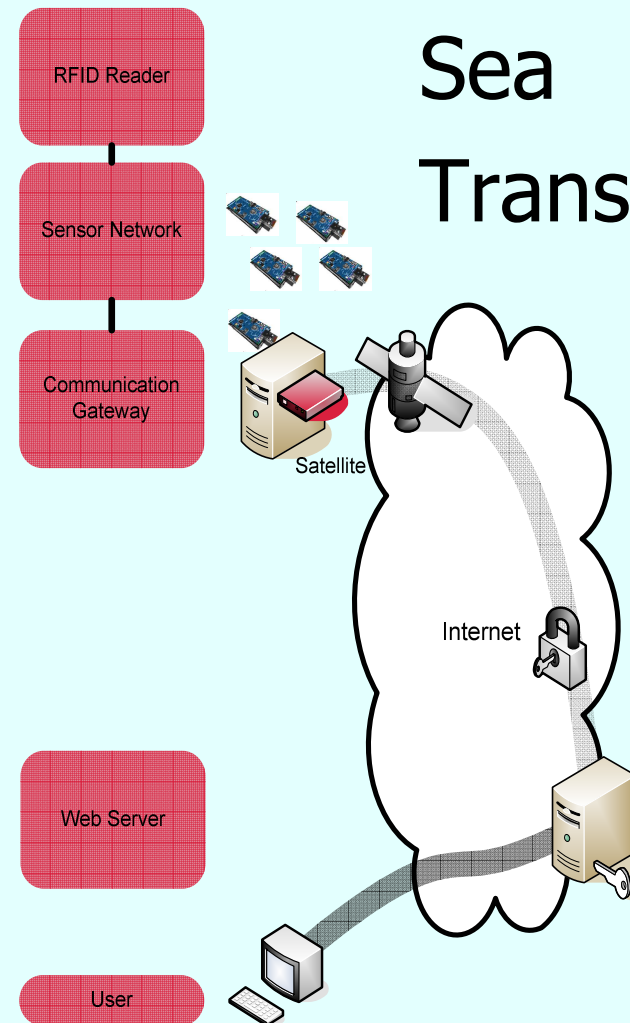 Sea
Trans
RFID Reader
Sensor Network
Communication
Gateway
Satellite
Internet
Web Server
User